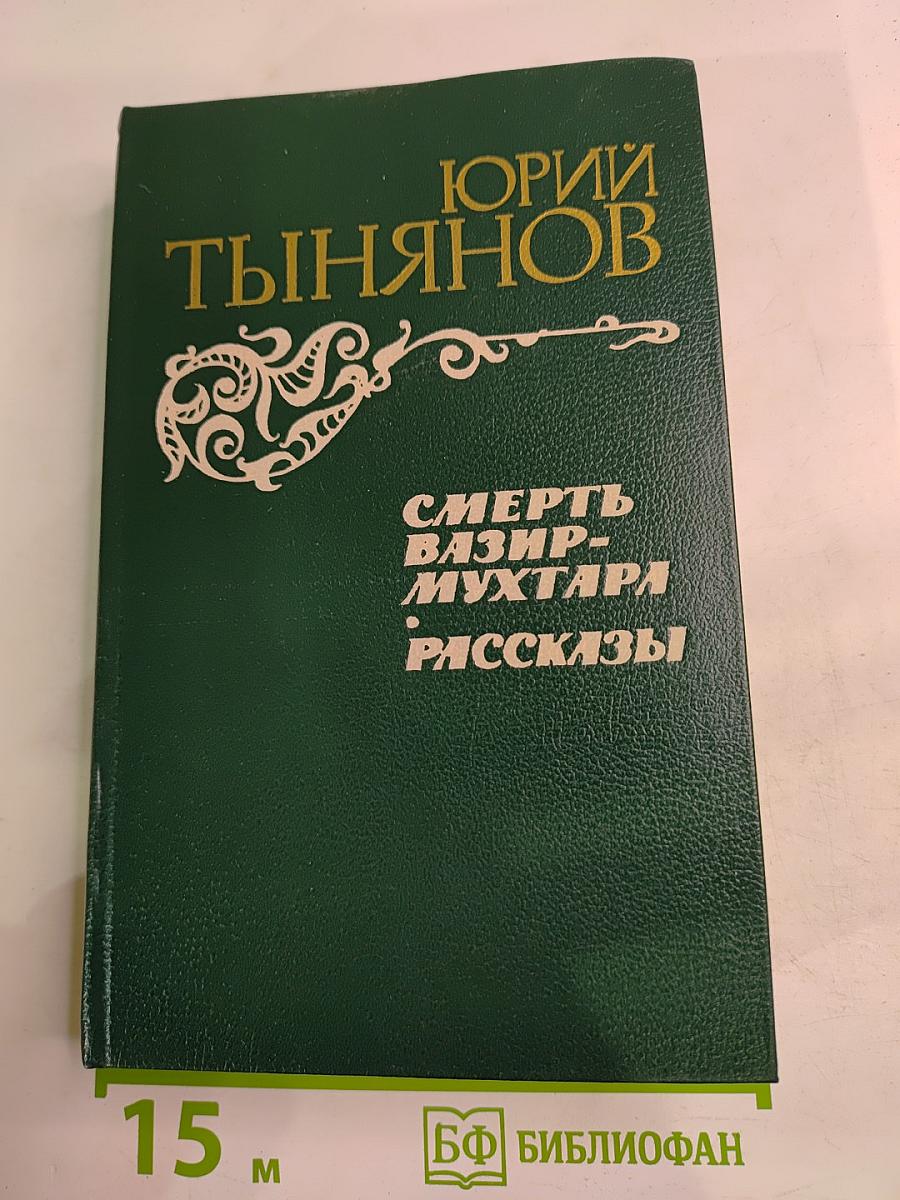 ЮРИЙ
ТЫНЯНОВ
СМЕРТЬ
ВАЗИР-
МУХТАРА
•
РАССКАЗЫ
15 м
БФ БИБЛИОФАН